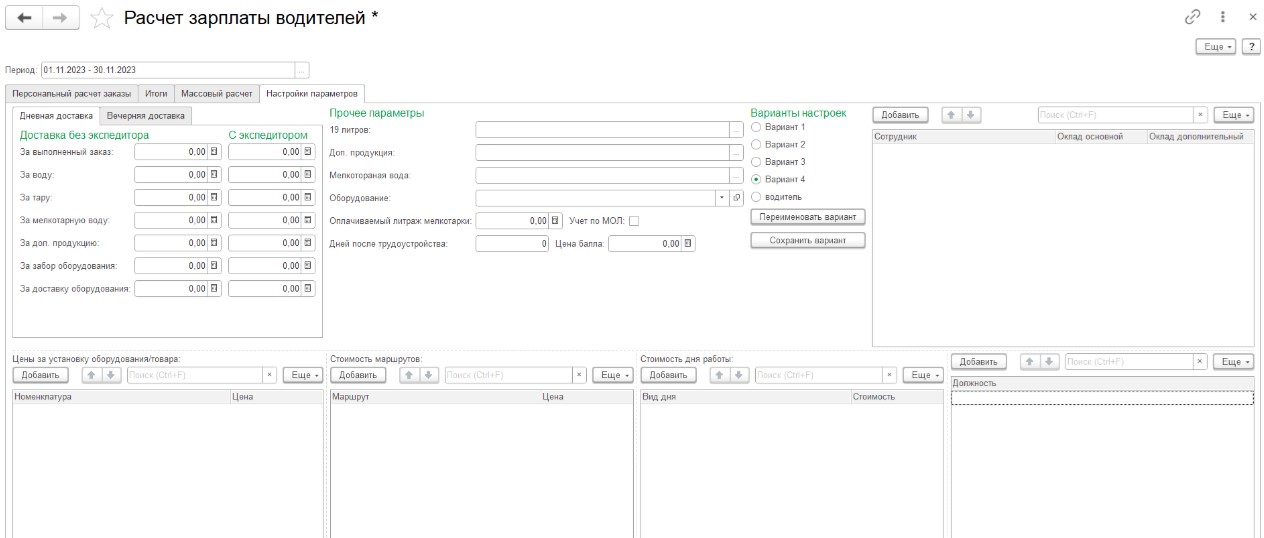 Расчет зарплаты водителей *
Еще
?
Период: 01.11.2023 - 30.11.2023 ...
Персональный расчет заказы Итоги Массовый расчет Настройки параметров
Дневная доставка Вечерняя доставка
Доставка без экспедитора С экспедитором
За выполненный заказ: 0,00 0,00
За воду: 0,00 0,00
За тару: 0,00 0,00
За мелкотарную воду: 0,00 0,00
За доп. продукцию: 0,00 0,00
За забор оборудования: 0,00 0,00
За доставку оборудования: 0,00 0,00
Прочее параметры
19 литров: ...
Доп. продукция: ...
Мелкотораная вода: ...
Оборудование:
Оплачиваемый литраж мелкотарки: 0,00 Учет по МОЛ:
Дней после трудоустройства: 0 Цена балла: 0,00
Варианты настроек
Вариант 1
Вариант 2
Вариант 3
Вариант 4
водитель
Переименовать вариант
Сохранить вариант
Добавить Поиск (Ctrl+F) × Еще
Сотрудник Оклад основной Оклад дополнительный
Цены за установку оборудования/товара:
Добавить Поиск (Ctrl+F) × Еще
Номенклатура Цена
Стоимость маршрутов:
Добавить Поиск (Ctrl+F) × Еще
Маршрут Цена
Стоимость дня работы:
Добавить Поиск (Ctrl+F) × Еще
Вид дня Стоимость
Добавить Поиск (Ctrl+F) × Еще
Должность